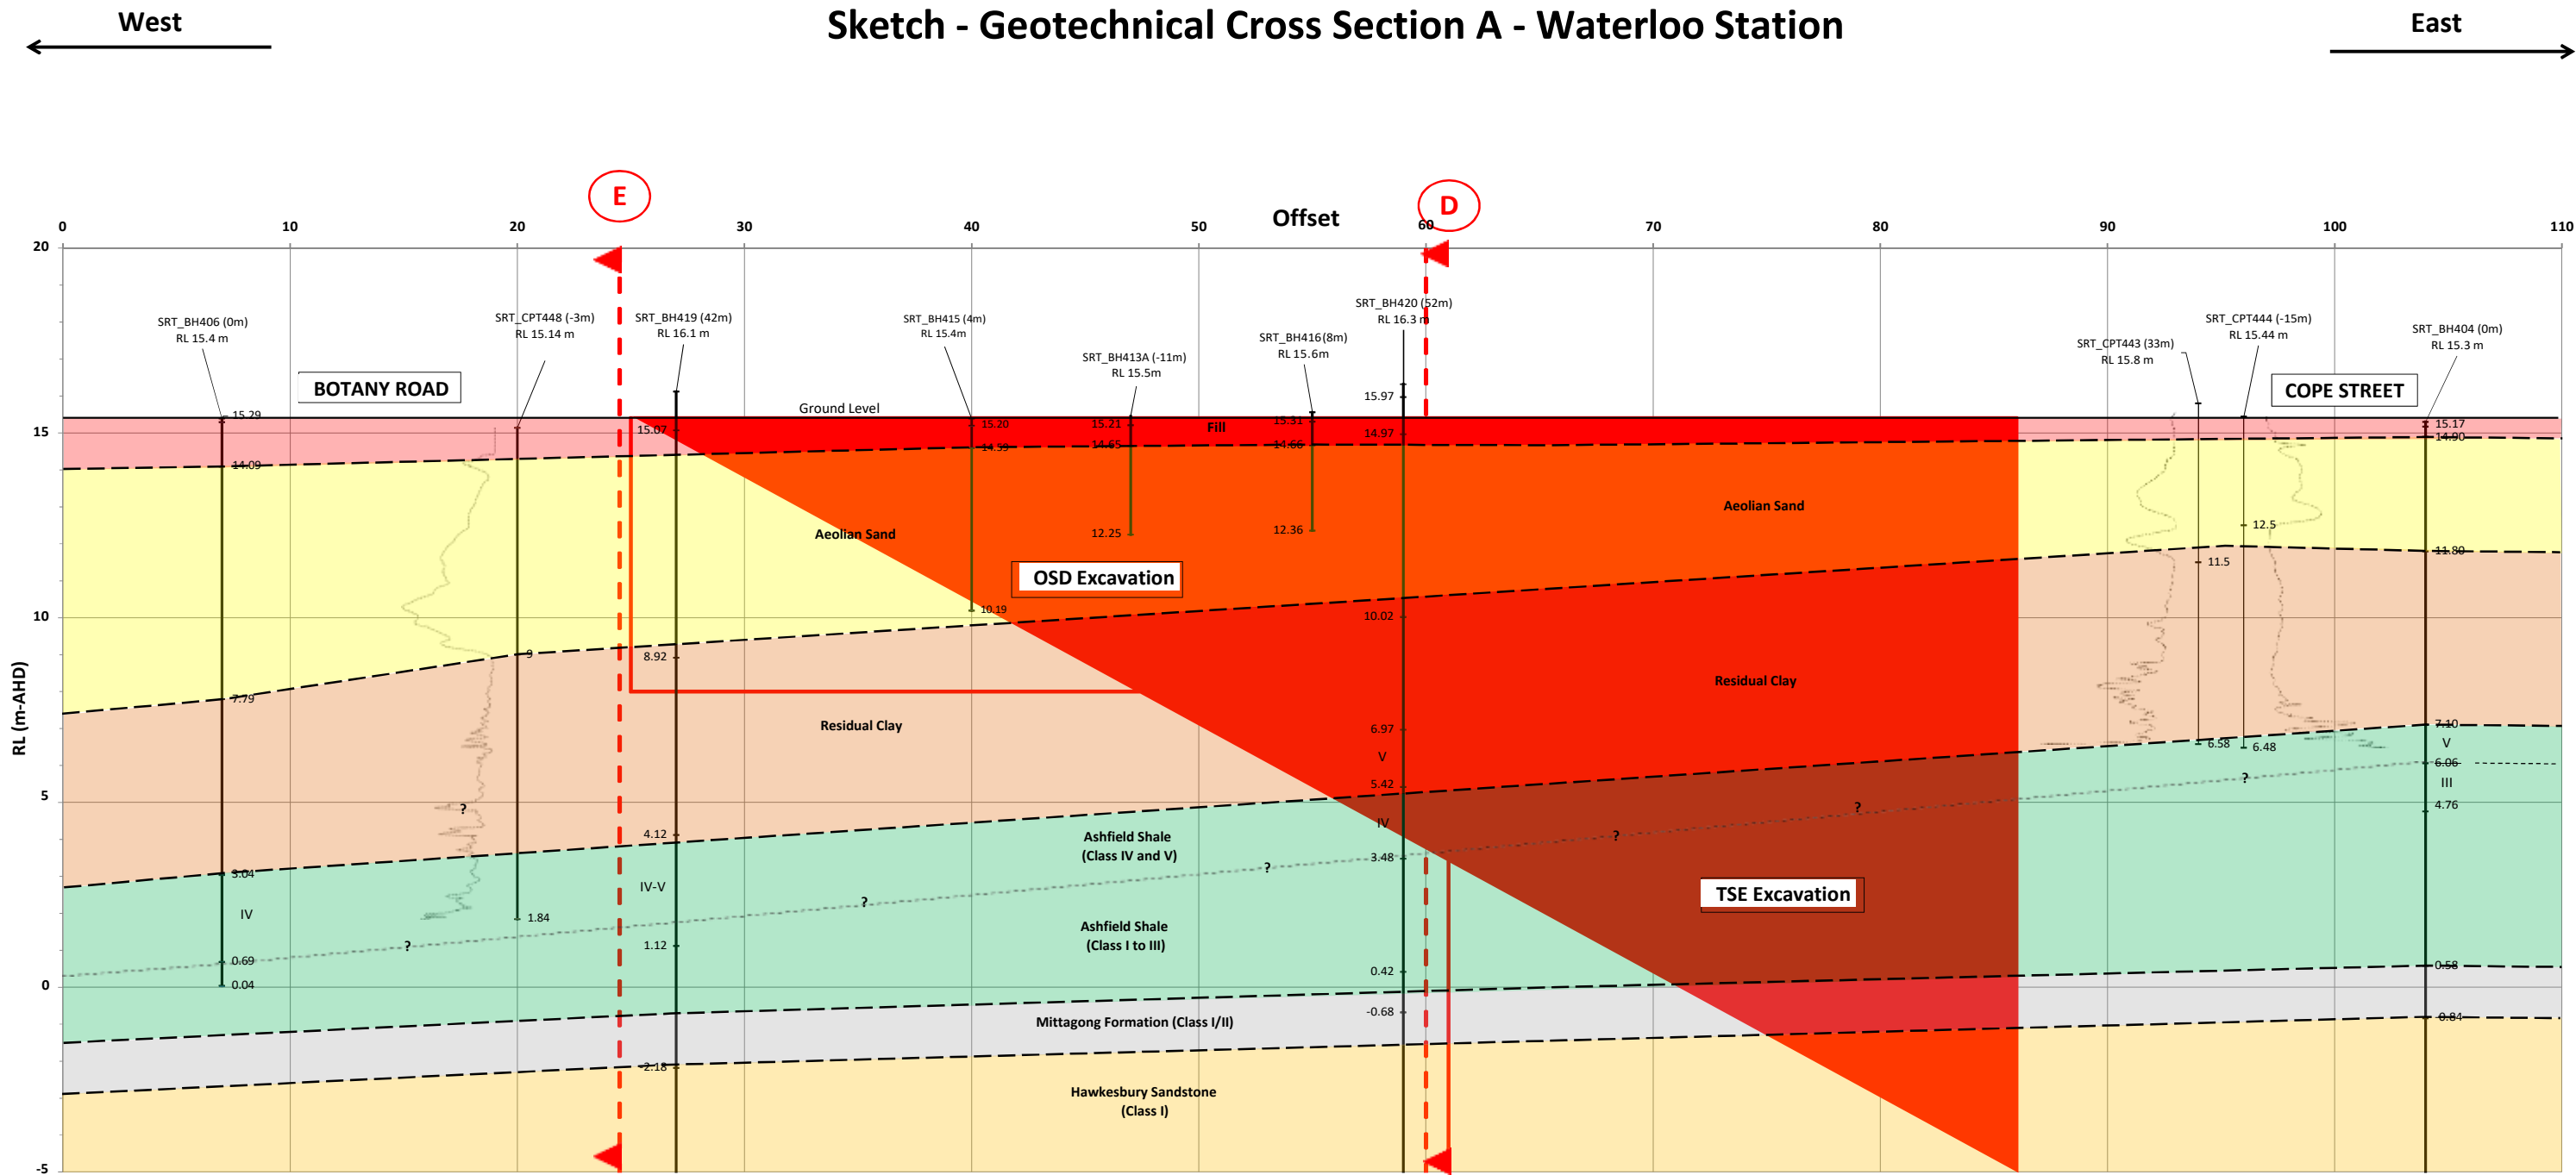 West
Sketch - Geotechnical Cross Section A - Waterloo Station
East
E
D
Offset
0 10 20 30 40 50 60 70 80 90 100 110
20
15
10
5
0
-5
RL (m-AHD)
SRT_BH406 (0m)
RL 15.4 m
SRT_CPT448 (-3m)
RL 15.14 m
SRT_BH419 (42m)
RL 16.1 m
SRT_BH415 (4m)
RL 15.4m
SRT_BH413A (-11m)
RL 15.5m
SRT_BH416(8m)
RL 15.6m
SRT_BH420 (52m)
RL 16.3 m
SRT_CPT443 (33m)
RL 15.8 m
SRT_CPT444 (-15m)
RL 15.44 m
SRT_BH404 (0m)
RL 15.3 m
BOTANY ROAD
COPE STREET
Ground Level
Fill
Aeolian Sand
Aeolian Sand
OSD Excavation
Residual Clay
Residual Clay
Ashfield Shale
(Class IV and V)
Ashfield Shale
(Class I to III)
TSE Excavation
Mittagong Formation (Class I/II)
Hawkesbury Sandstone
(Class I)
15.29
14.09
7.79
3.04
IV
0.69
0.04
9
1.84
15.07
8.92
4.12
IV-V
1.12
-2.18
15.20
14.59
10.19
15.21
14.65
12.25
15.31
14.66
12.36
15.97
14.97
10.02
6.97
V
5.42
IV
3.48
0.42
-0.68
11.5
6.58
12.5
6.48
15.17
14.90
11.80
7.10
V
6.06
III
4.76
0.58
-0.84
?
?
?
?
?
?
?